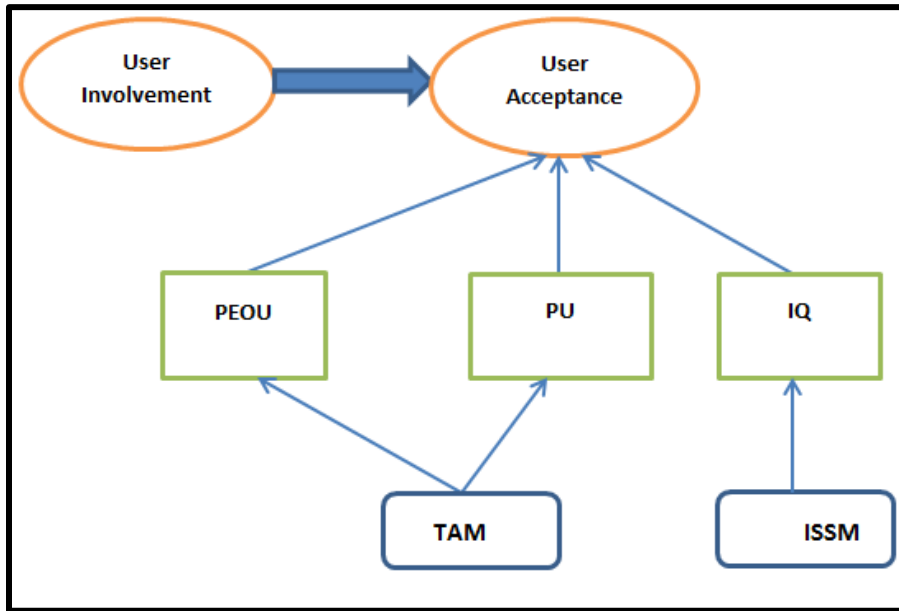 User
Involvement
User
Acceptance
PEOU
PU
IQ
TAM
ISSM